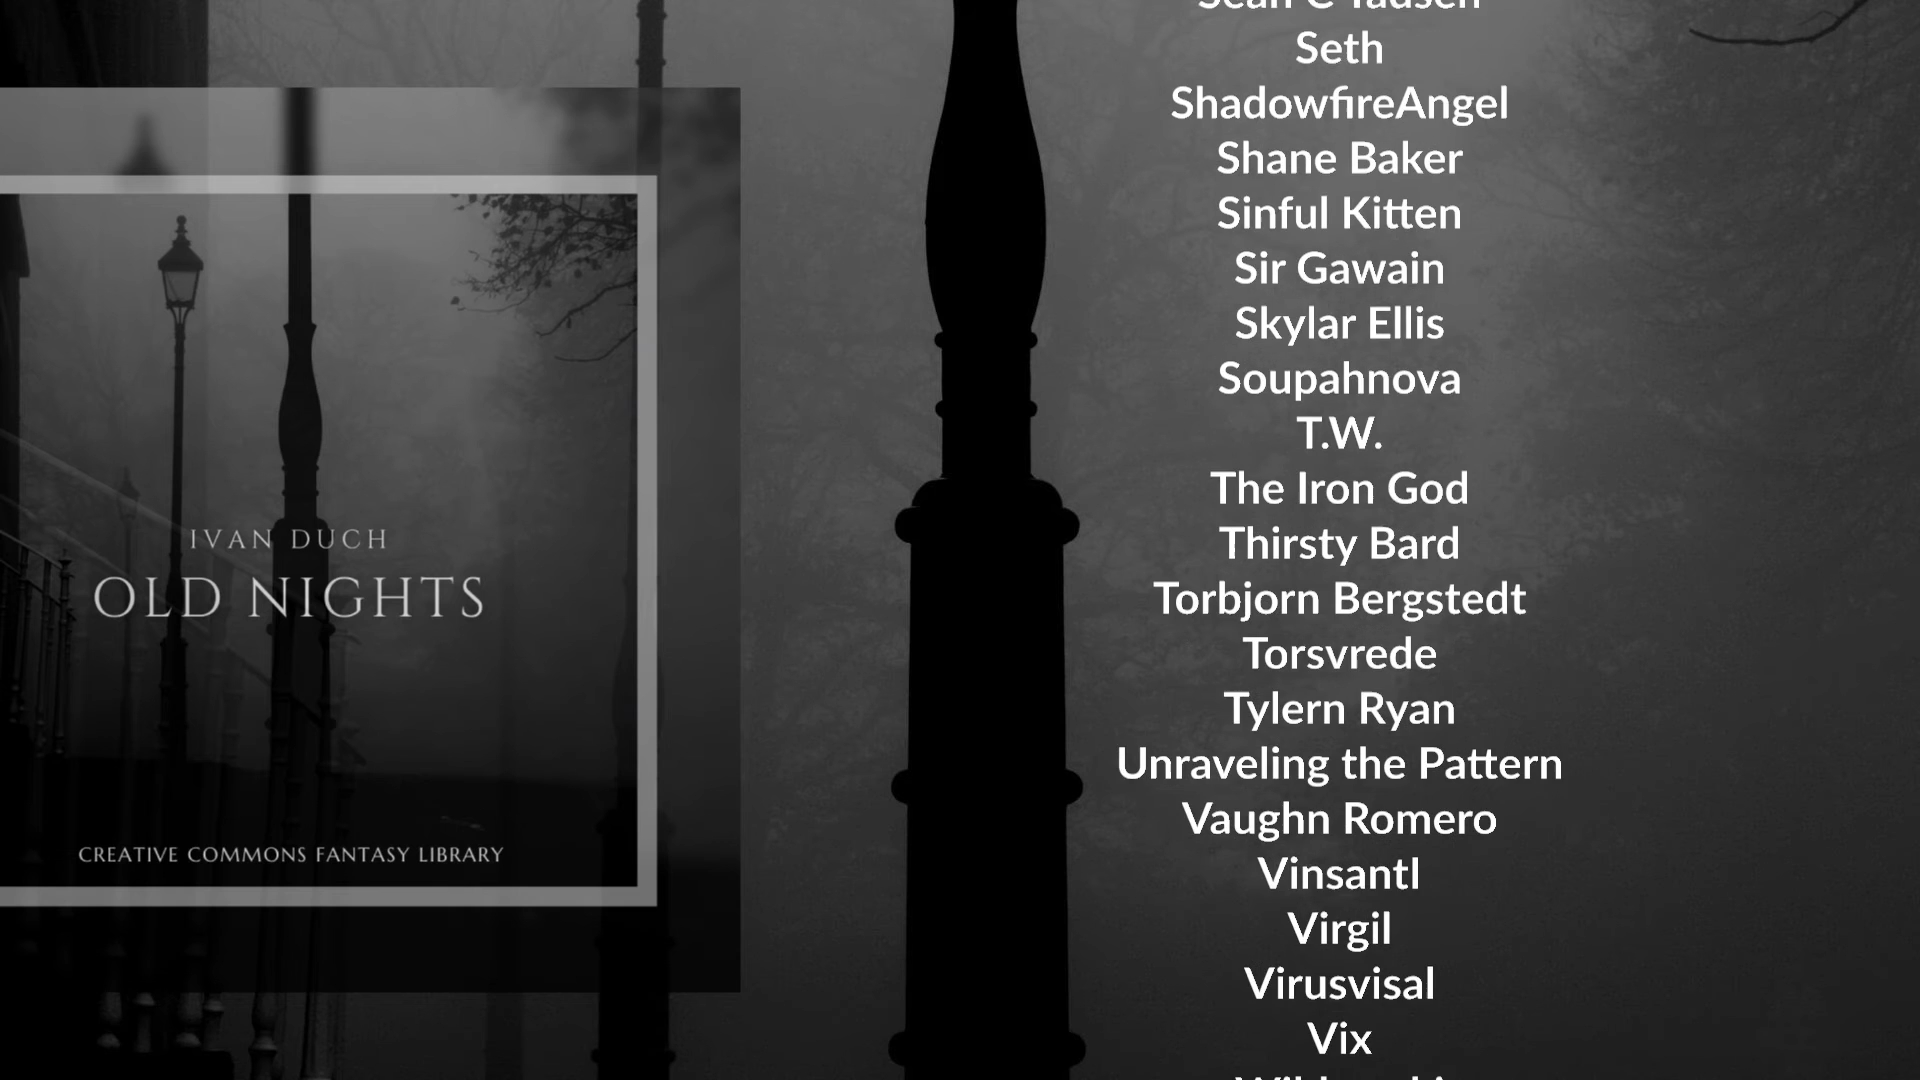 IVAN DUCH
OLD NIGHTS
CREATIVE COMMONS FANTASY LIBRARY
Seth
ShadowfireAngel
Shane Baker
Sinful Kitten
Sir Gawain
Skylar Ellis
Soupahnova
T.W.
The Iron God
Thirsty Bard
Torbjorn Bergstedt
Torsvrede
Tylern Ryan
Unraveling the Pattern
Vaughn Romero
Vinsantl
Virgil
Virusvisal
Vix